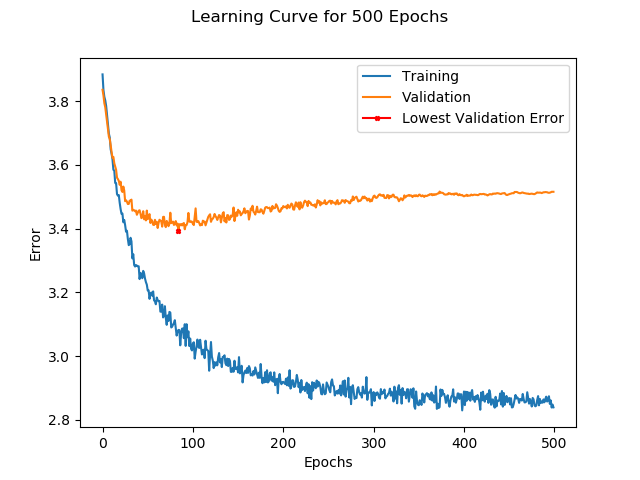 Learning Curve for 500 Epochs
Training
Validation
Lowest Validation Error
3.8
3.6
3.4
3.2
3.0
2.8
Error
0 100 200 300 400 500
Epochs